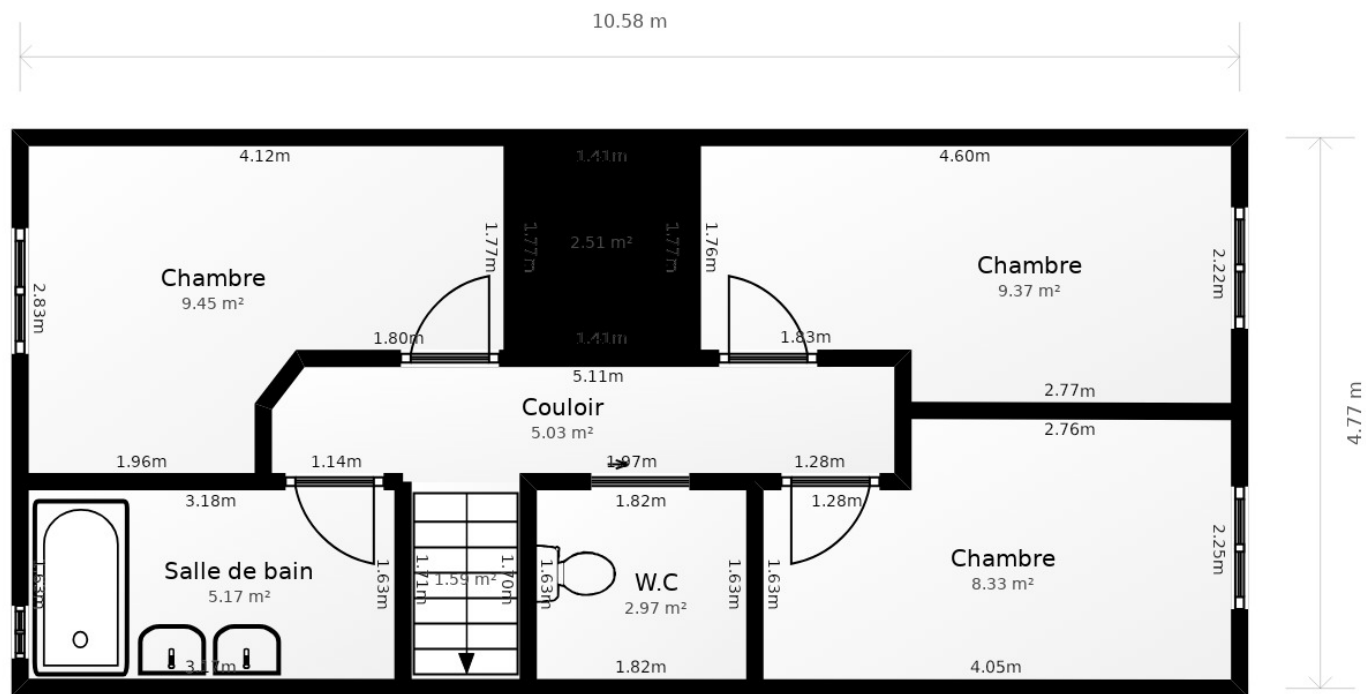 10.58 m
4.12m
1.41m
4.60m
1.77m
1.77m
1.77m
1.76m
2.51 m²
2.22m
Chambre
9.45 m²
Chambre
9.37 m²
2.83m
1.80m
1.41m
1.83m
5.11m
2.77m
4.77 m
Couloir
5.03 m²
2.76m
1.96m
1.14m
1.97m
1.28m
3.18m
1.82m
1.28m
2.25m
1.63m
Salle de bain
5.17 m²
1.63m
1.71m
1.59 m²
1.70m
1.63m
W.C
2.97 m²
1.63m
1.63m
Chambre
8.33 m²
3.17m
1.82m
4.05m